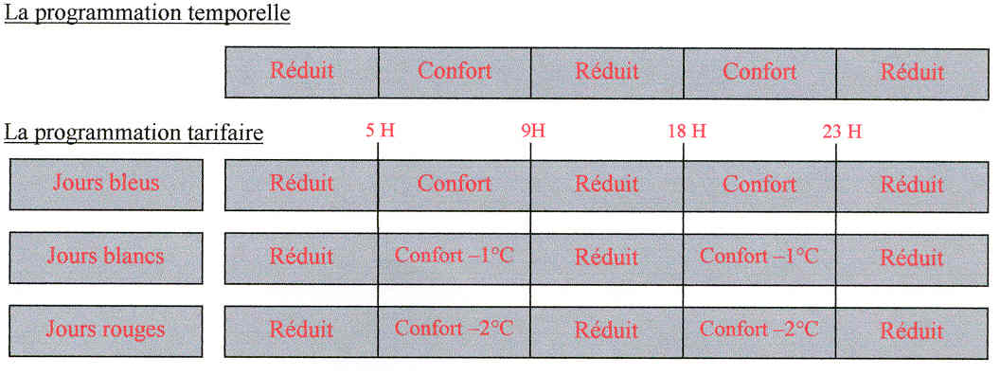 La programmation temporelle
Réduit Confort Réduit Confort Réduit
La programmation tarifaire 5 H 9H 18 H 23 H
Jours bleus Réduit Confort Réduit Confort Réduit
Jours blancs Réduit Confort –1°C Réduit Confort –1°C Réduit
Jours rouges Réduit Confort –2°C Réduit Confort –2°C Réduit